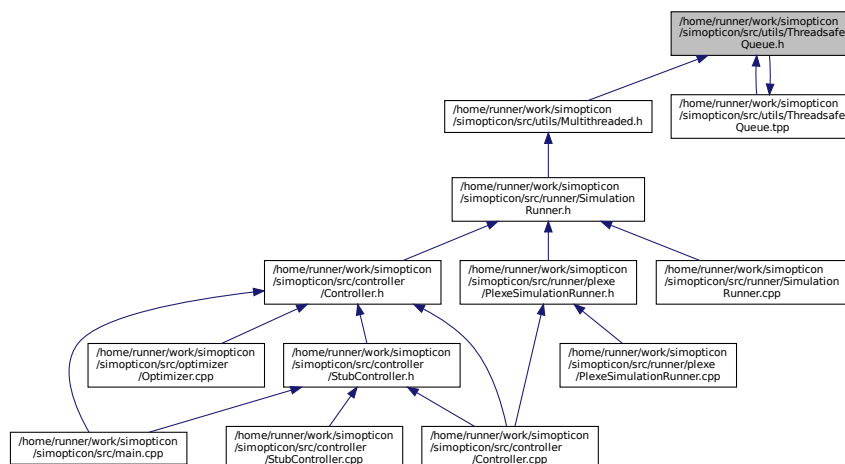 /home/runner/work/simopticon
/simopticon/src/utils/Threadsafe
Queue.h
/home/runner/work/simopticon
/simopticon/src/utils/Multithreaded.h
/home/runner/work/simopticon
/simopticon/src/utils/Threadsafe
Queue.tpp
/home/runner/work/simopticon
/simopticon/src/runner/Simulation
Runner.h
/home/runner/work/simopticon
/simopticon/src/controller
/Controller.h
/home/runner/work/simopticon
/simopticon/src/runner/plexe
/PlexeSimulationRunner.h
/home/runner/work/simopticon
/simopticon/src/runner/Simulation
Runner.cpp
/home/runner/work/simopticon
/simopticon/src/optimizer
/Optimizer.cpp
/home/runner/work/simopticon
/simopticon/src/controller
/StubController.h
/home/runner/work/simopticon
/simopticon/src/runner/plexe
/PlexeSimulationRunner.cpp
/home/runner/work/simopticon
/simopticon/src/main.cpp
/home/runner/work/simopticon
/simopticon/src/controller
/StubController.cpp
/home/runner/work/simopticon
/simopticon/src/controller
/Controller.cpp